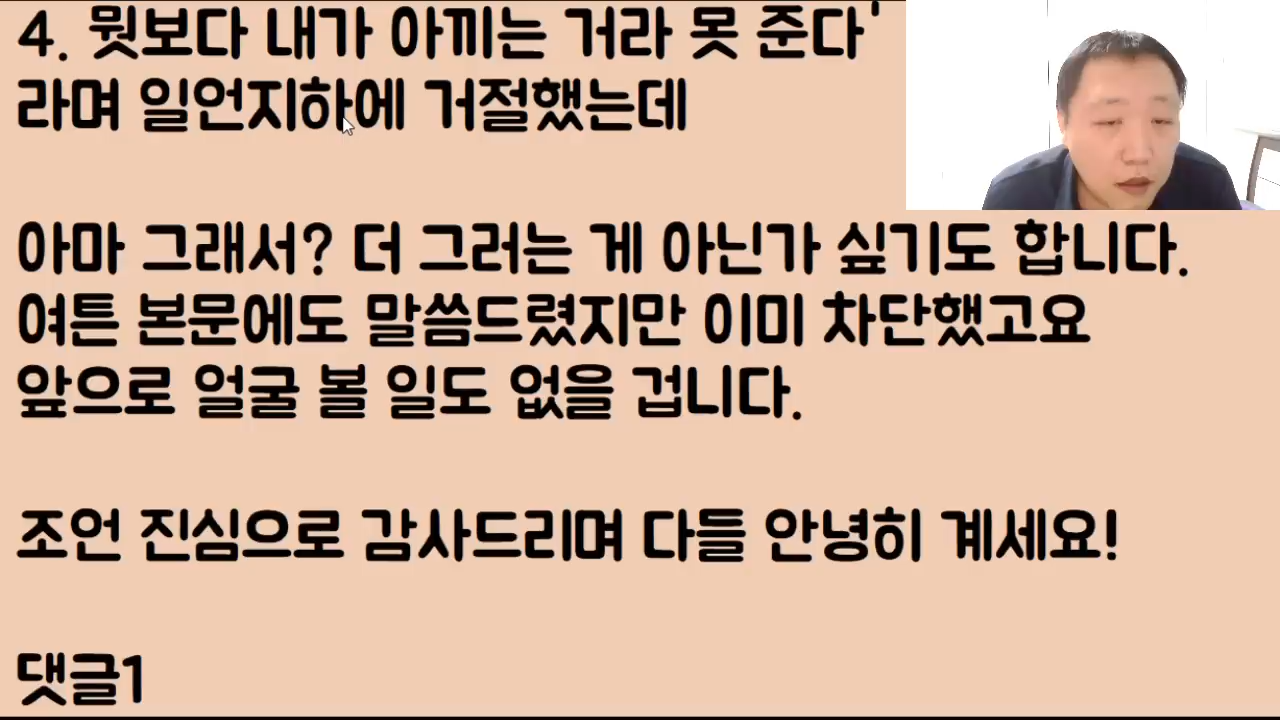 4. 뭣보다 내가 아끼는 거라 못 준다'
라며 일언지하에 거절했는데
아마 그래서? 더 그러는 게 아닌가 싶기도 합니다.
여튼 본문에도 말씀드렸지만 이미 차단했고요
앞으로 얼굴 볼 일도 없을 겁니다.
조언 진심으로 감사드리며 다들 안녕히 계세요!
댓글1